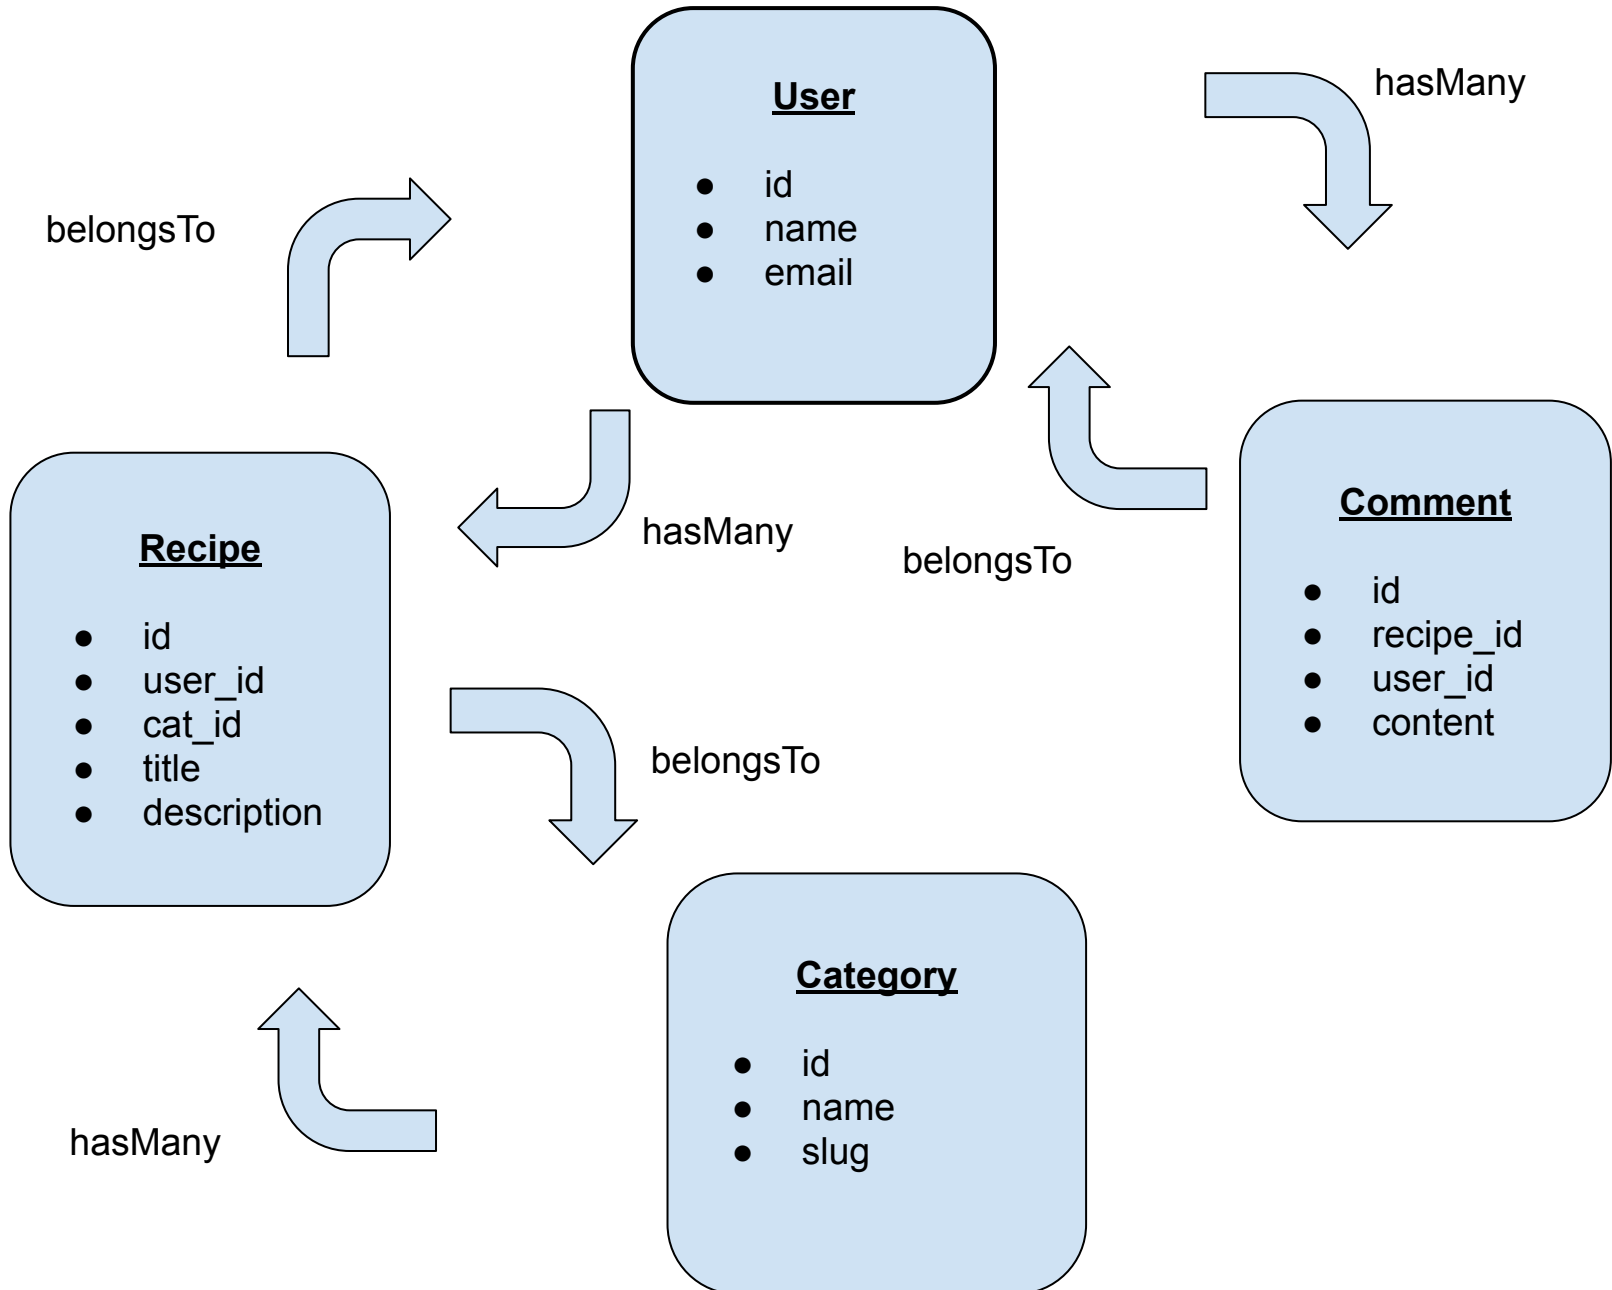 User
● id
● name
● email
hasMany
belongsTo
hasMany
belongsTo
Recipe
● id
● user_id
● cat_id
● title
● description
Comment
● id
● recipe_id
● user_id
● content
belongsTo
Category
● id
● name
● slug
hasMany